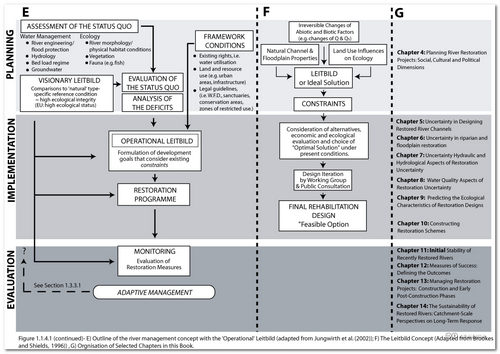 E
F
G
PLANNING
IMPLEMENTATION
EVALUATION
ASSESSMENT OF THE STATUS QUO
Water Management
• River engineering/
flood protection
• Hydrology
• Bed load regime
• Groundwater
Ecology
• River morphology/
physical habitat conditions
• Vegetation
• Fauna (e.g. fish)
VISIONARY LEITBILD
Comparisons to 'natural' type-
specific reference condition
= high ecological integrity
(EU: high ecological status)
EVALUATION OF
THE STATUS QUO
ANALYSIS OF
THE DEFICITS
FRAMEWORK
CONDITIONS
• Existing rights, i.e.
water utilisation
• Land and resource
use (e.g. urban
areas, infrastructure)
• Legal guidelines,
(i.e. W.F.D., sanctuaries,
conservation areas,
zones of restricted use.)
OPERATIONAL LEITBILD
Formulation of development
goals that consider existing
constraints
RESTORATION
PROGRAMME
MONITORING
Evaluation of
Restoration Measures
?
See Section 1.3.3.1
ADAPTIVE MANAGEMENT
Irreversible Changes of
Abiotic and Biotic Factors
(e.g. changes of Q & Qs)
Natural Channel &
Floodplain Properties
Land Use Influences
on Ecology
LEITBILD
or Ideal Solution
CONSTRAINTS
Consideration of alternatives,
economic and ecological
evaluation and choice of
"Optimal Solution" under
present conditions.
Design Iteration
by Working Group
& Public Consultation
FINAL REHABILITATION
DESIGN
"Feasible Option
Chapter 4: Planning River Restoration
Projects: Social, Cultural and Political
Dimensions
Chapter 5: Uncertainty in Designing
Restored River Channels
Chapter 6: Uncertainty in riparian and
floodplain restoration
Chapter 7: Uncertainty Hydraulic and
Hydrological Aspects of Restoration
Uncertainty
Chapter 8: Water Quality Aspects of
Restoration Uncertainty
Chapter 9: Predicting the Ecological
Characteristics of Restoration Designs
Chapter 10: Constructing
Restoration Schemes
Chapter 11: Initial Stability of
Recently Restored Rivers
Chapter 12: Measures of Success:
Defining the Outcomes
Chapter 13: Managing Restoration
Projects: Construction and Early
Post-Construction Phases
Chapter 14: The Sustainability of
Restored Rivers: Catchment-Scale
Perspectives on Long-Term Response
Figure 1.1.4.1 (continued)- E) Outline of the river management concept with the 'Operational' Leitbild (adapted from Jungwirth et al. (2002)); F) The Leitbild Concept (Adapted from Brookes
and Shields, 1996)( , G) Orgnisation of Selected Chapters in this Book.